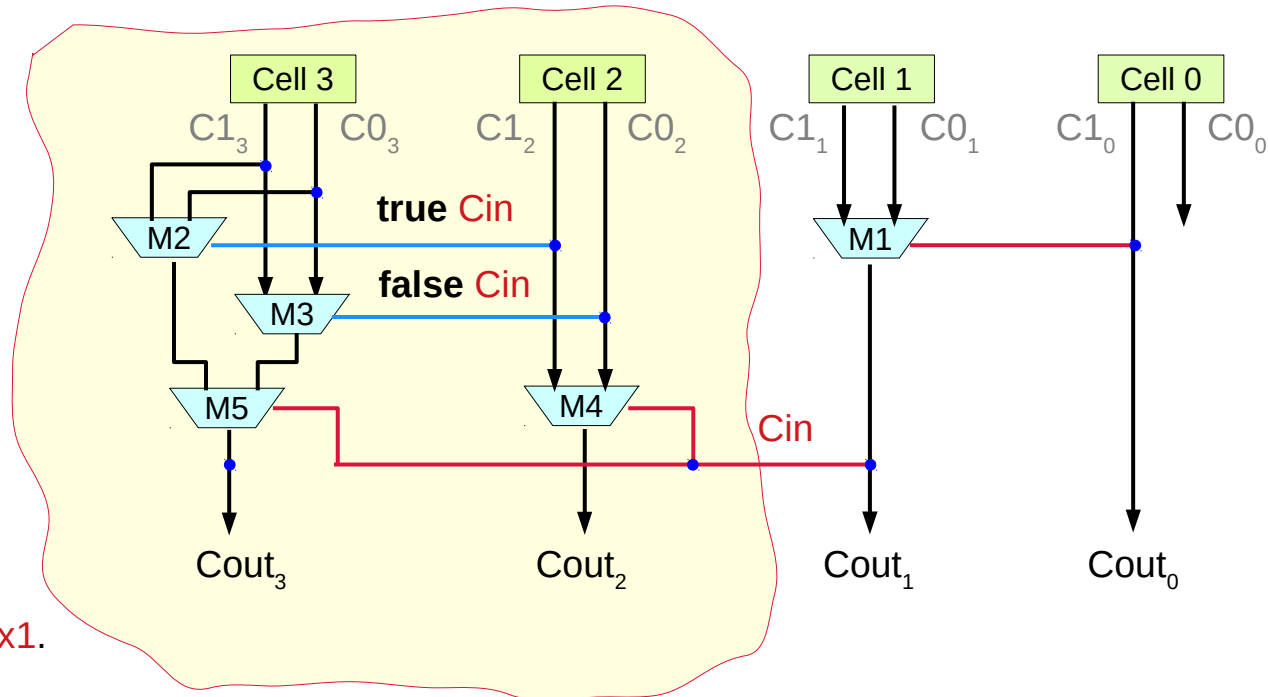 Cell 3 Cell 2 Cell 1 Cell 0
C1₃ C0₃ C1₂ C0₂ C1₁ C0₁ C1₀ C0₀
true Cin
M2 M1
false Cin
M3
M5 M4
Cin
Cout₃ Cout₂ Cout₁ Cout₀
x1.